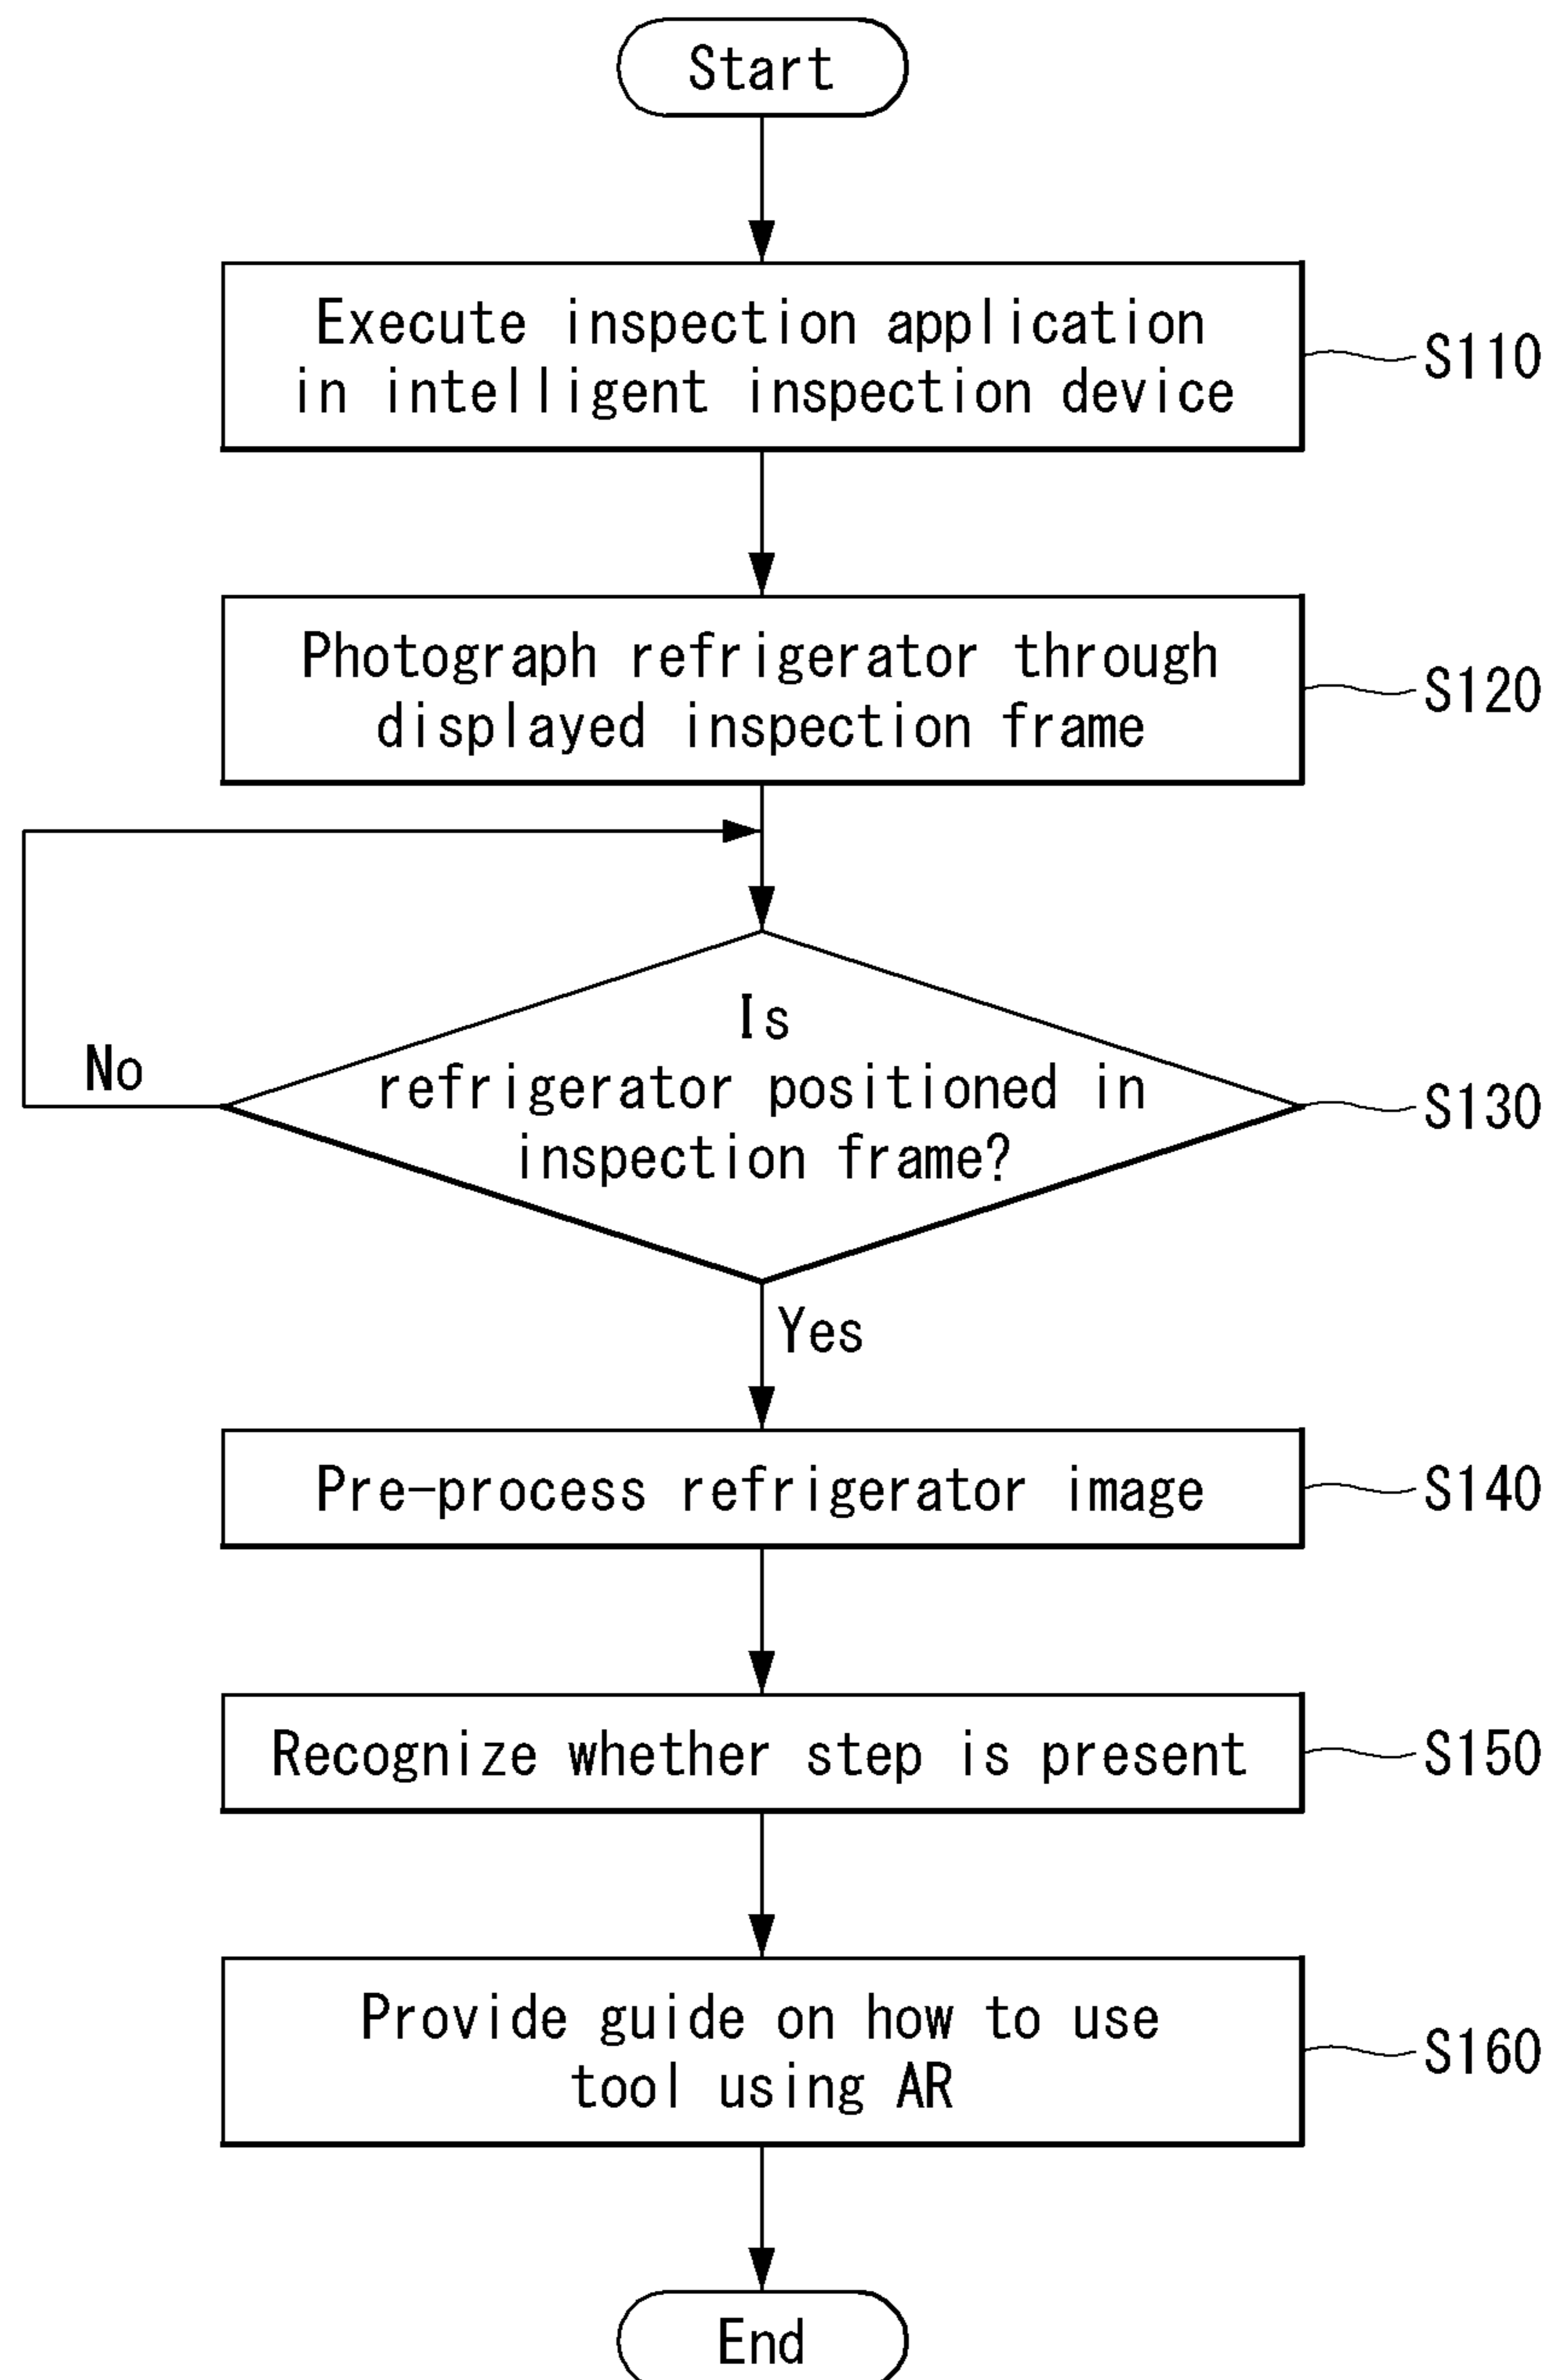 Start
Execute inspection application
in intelligent inspection device
S110
Photograph refrigerator through
displayed inspection frame
S120
Is
refrigerator positioned in
inspection frame?
No
S130
Yes
Pre-process refrigerator image
S140
Recognize whether step is present
S150
Provide guide on how to use
tool using AR
S160
End